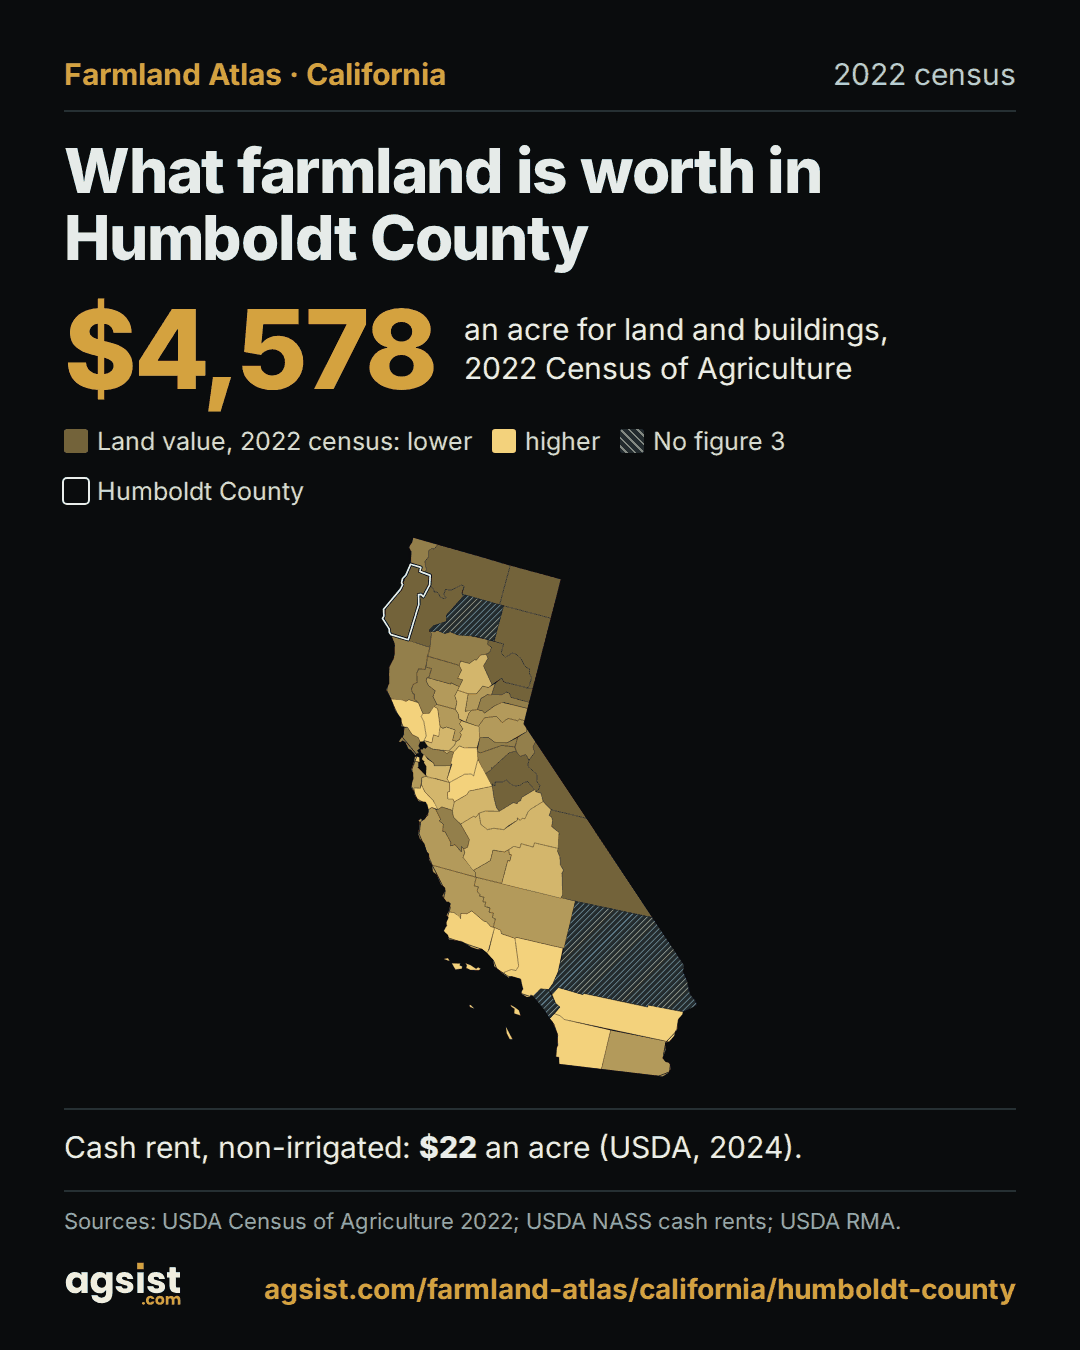 Farmland Atlas · California
2022 census
What farmland is worth in
Humboldt County
$4,578
an acre for land and buildings,
2022 Census of Agriculture
Land value, 2022 census: lower
higher
No figure 3
Humboldt County
Cash rent, non-irrigated: $22 an acre (USDA, 2024).
Sources: USDA Census of Agriculture 2022; USDA NASS cash rents; USDA RMA.
agsist
.com
agsist.com/farmland-atlas/california/humboldt-county